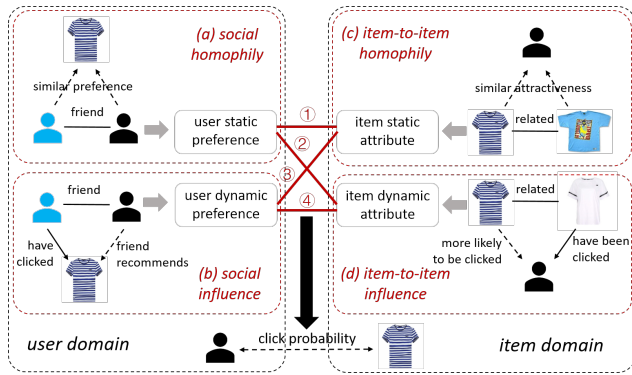 (a) social
homophily
similar preference
friend
user static
preference
(c) item-to-item
homophily
similar attractiveness
related
item static
attribute
①
②
③
④
friend
have
clicked
friend
recommends
user dynamic
preference
(b) social
influence
item dynamic
attribute
related
more likely
to be clicked
have been
clicked
(d) item-to-item
influence
user domain
click probability
item domain